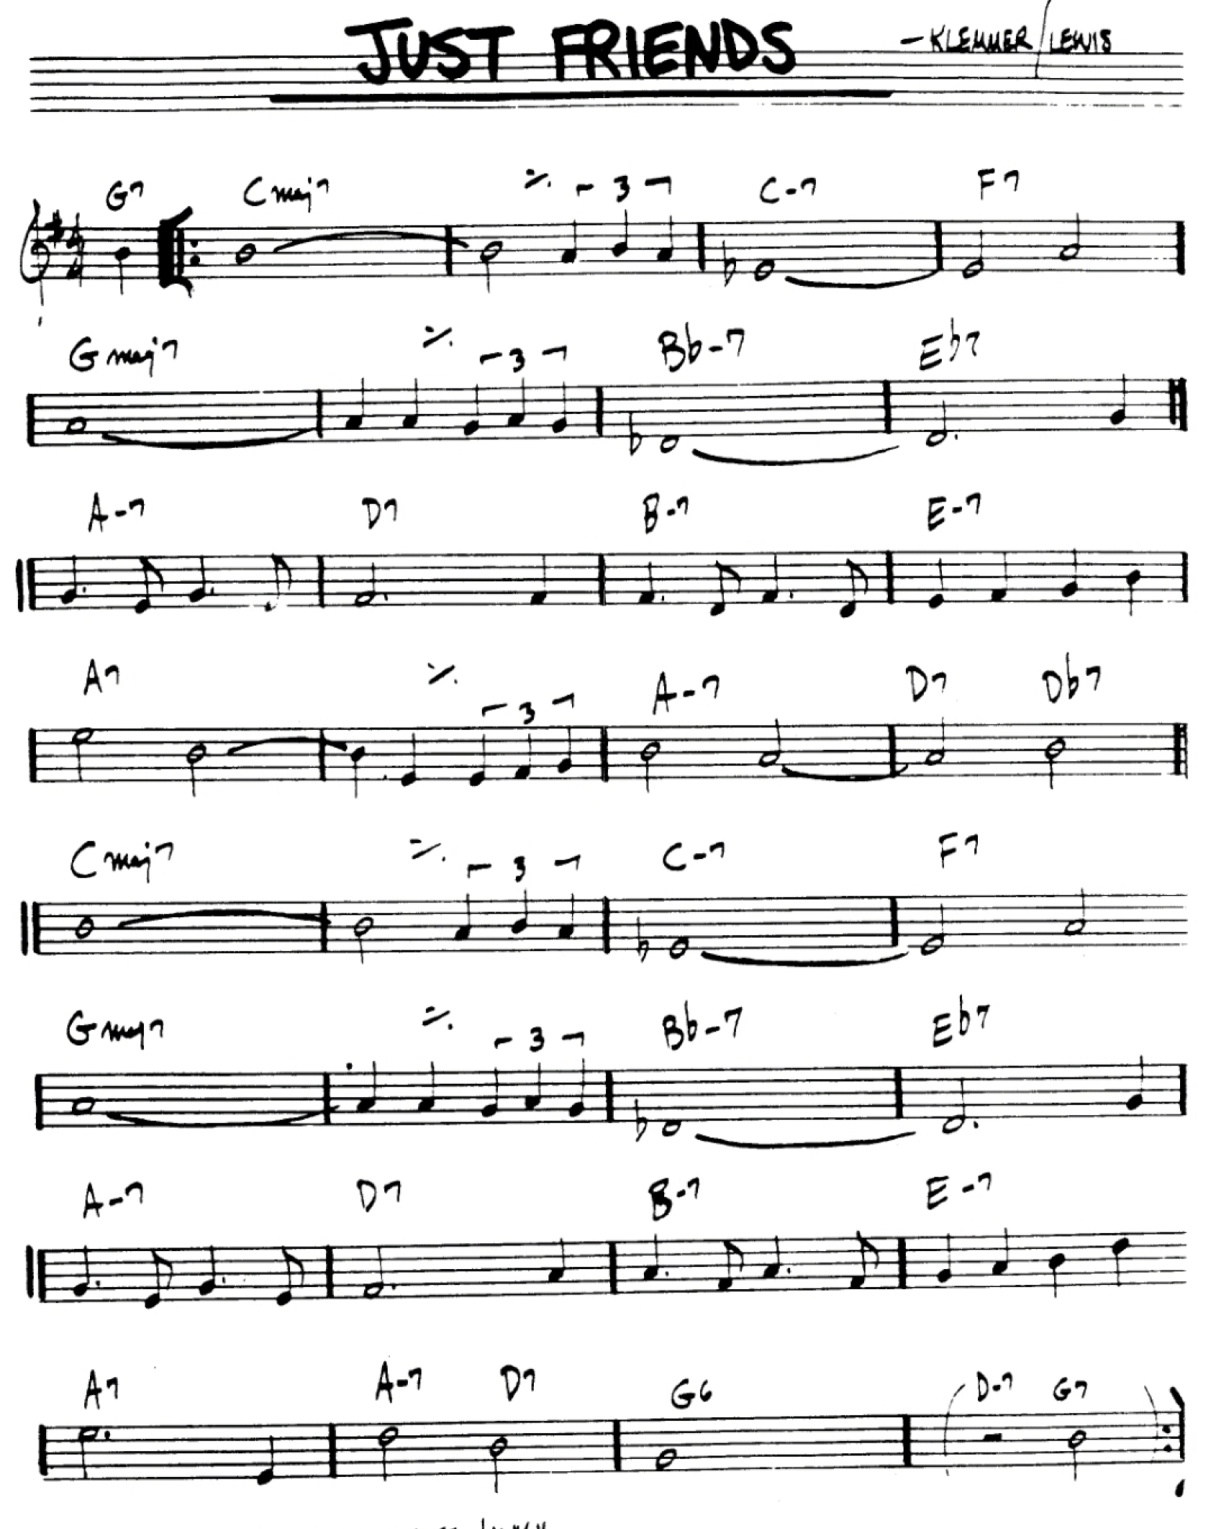 JUST FRIENDS
– KLEMMER/LEWIS
G7 Cmaj7 ٪ 3 C-7 F7
Gmaj7 ٪ 3 Bb-7 Eb7
A-7 D7 B-7 E-7
A7 ٪ 3 A-7 D7 Db7
Cmaj7 ٪ 3 C-7 F7
Gmaj7 ٪ 3 Bb-7 Eb7
A-7 D7 B-7 E-7
A7 A-7 D7 G6 (D-7 G7)